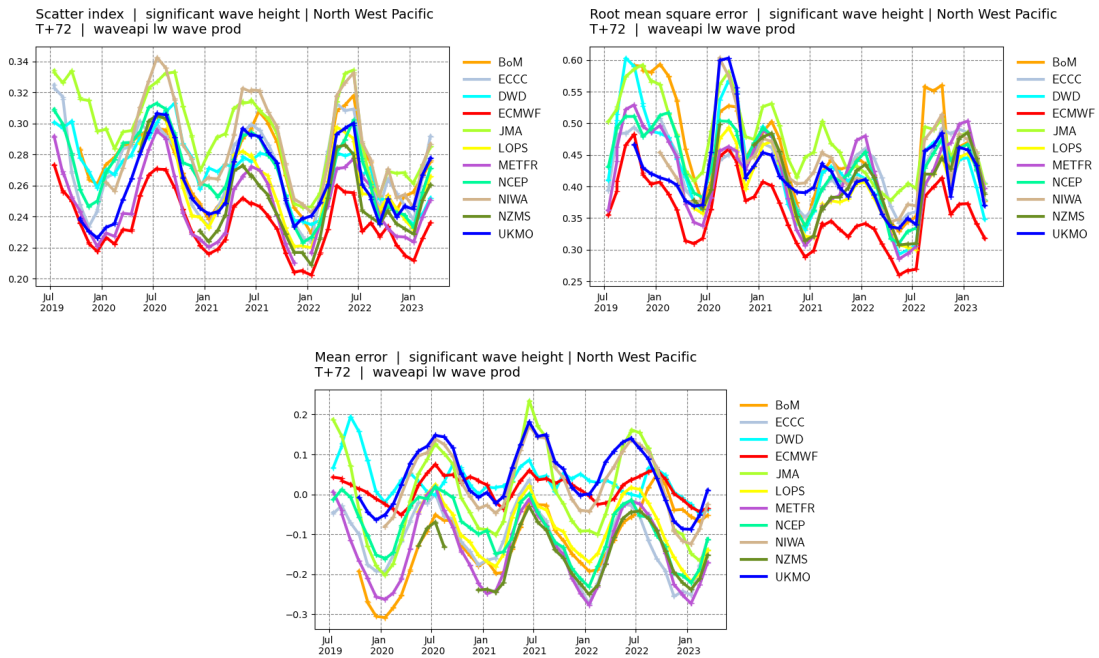 Scatter index | significant wave height | North West Pacific
T+72 | waveapi lw wave prod
0.34
0.32
0.30
0.28
0.26
0.24
0.22
0.20
Jul 2019
Jan 2020
Jul 2020
Jan 2021
Jul 2021
Jan 2022
Jul 2022
Jan 2023
BoM
ECCC
DWD
ECMWF
JMA
LOPS
METFR
NCEP
NIWA
NZMS
UKMO
Root mean square error | significant wave height | North West Pacific
T+72 | waveapi lw wave prod
0.60
0.55
0.50
0.45
0.40
0.35
0.30
0.25
Jul 2019
Jan 2020
Jul 2020
Jan 2021
Jul 2021
Jan 2022
Jul 2022
Jan 2023
BoM
ECCC
DWD
ECMWF
JMA
LOPS
METFR
NCEP
NIWA
NZMS
UKMO
Mean error | significant wave height | North West Pacific
T+72 | waveapi lw wave prod
0.2
0.1
0.0
−0.1
−0.2
−0.3
Jul 2019
Jan 2020
Jul 2020
Jan 2021
Jul 2021
Jan 2022
Jul 2022
Jan 2023
BoM
ECCC
DWD
ECMWF
JMA
LOPS
METFR
NCEP
NIWA
NZMS
UKMO